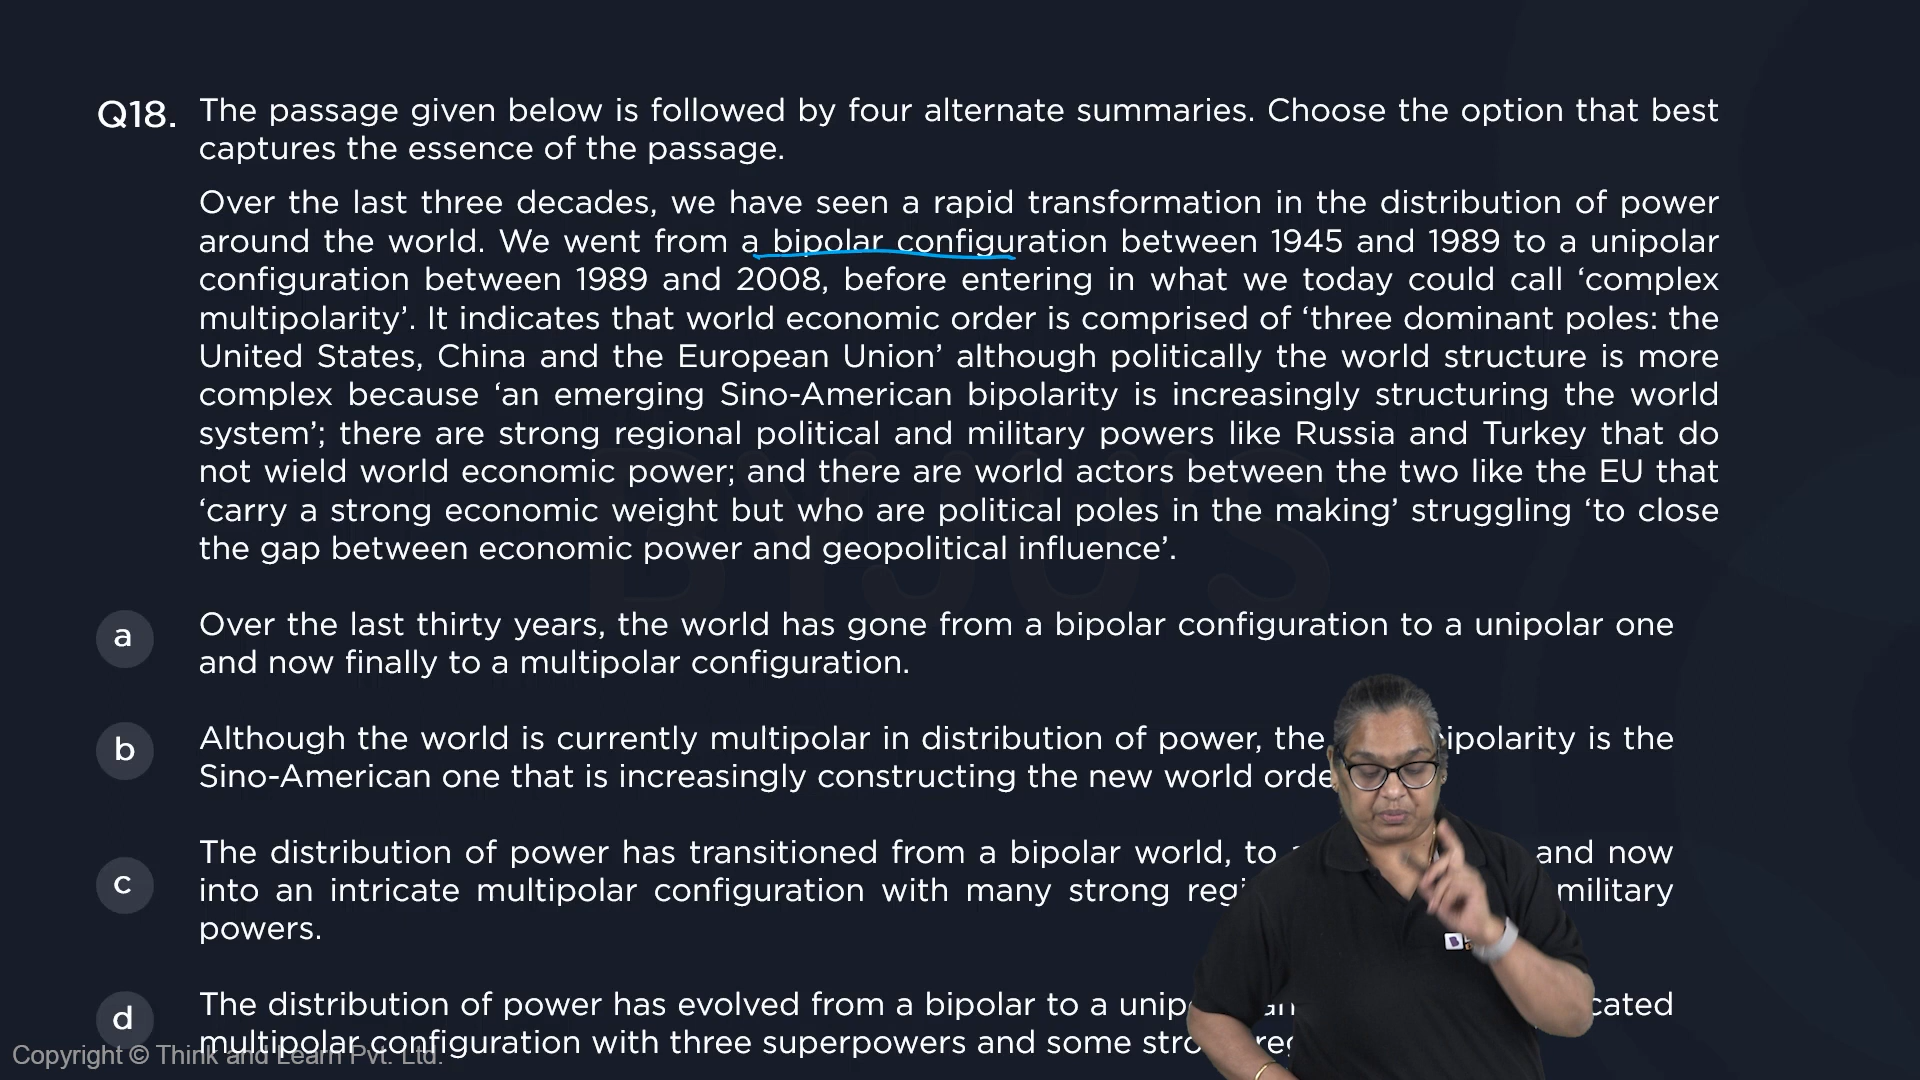 Q18. The passage given below is followed by four alternate summaries. Choose the option that best
captures the essence of the passage.
Over the last three decades, we have seen a rapid transformation in the distribution of power
around the world. We went from a bipolar configuration between 1945 and 1989 to a unipolar
configuration between 1989 and 2008, before entering in what we today could call ‘complex
multipolarity’. It indicates that world economic order is comprised of ‘three dominant poles: the
United States, China and the European Union’ although politically the world structure is more
complex because ‘an emerging Sino-American bipolarity is increasingly structuring the world
system’; there are strong regional political and military powers like Russia and Turkey that do
not wield world economic power; and there are world actors between the two like the EU that
‘carry a strong economic weight but who are political poles in the making’ struggling ‘to close
the gap between economic power and geopolitical influence’.
BYJU'S
a Over the last thirty years, the world has gone from a bipolar configuration to a unipolar one
and now finally to a multipolar configuration.
b Although the world is currently multipolar in distribution of power, the is the
Sino-American one that is increasingly constructing the new world
c The distribution of power has transitioned from a bipolar world, to and now
into an intricate multipolar configuration with many strong military
powers.
d The distribution of power has evolved from a bipolar to a
multipolar configuration with three superpowers and some
Copyright © Think and Learn Pvt. Ltd.